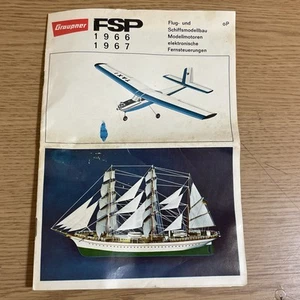 Graupner
FSP
1966
1967
Flug- und
Schiffsmodellbau
Modellmotoren
elektronische
Fernsteuerungen